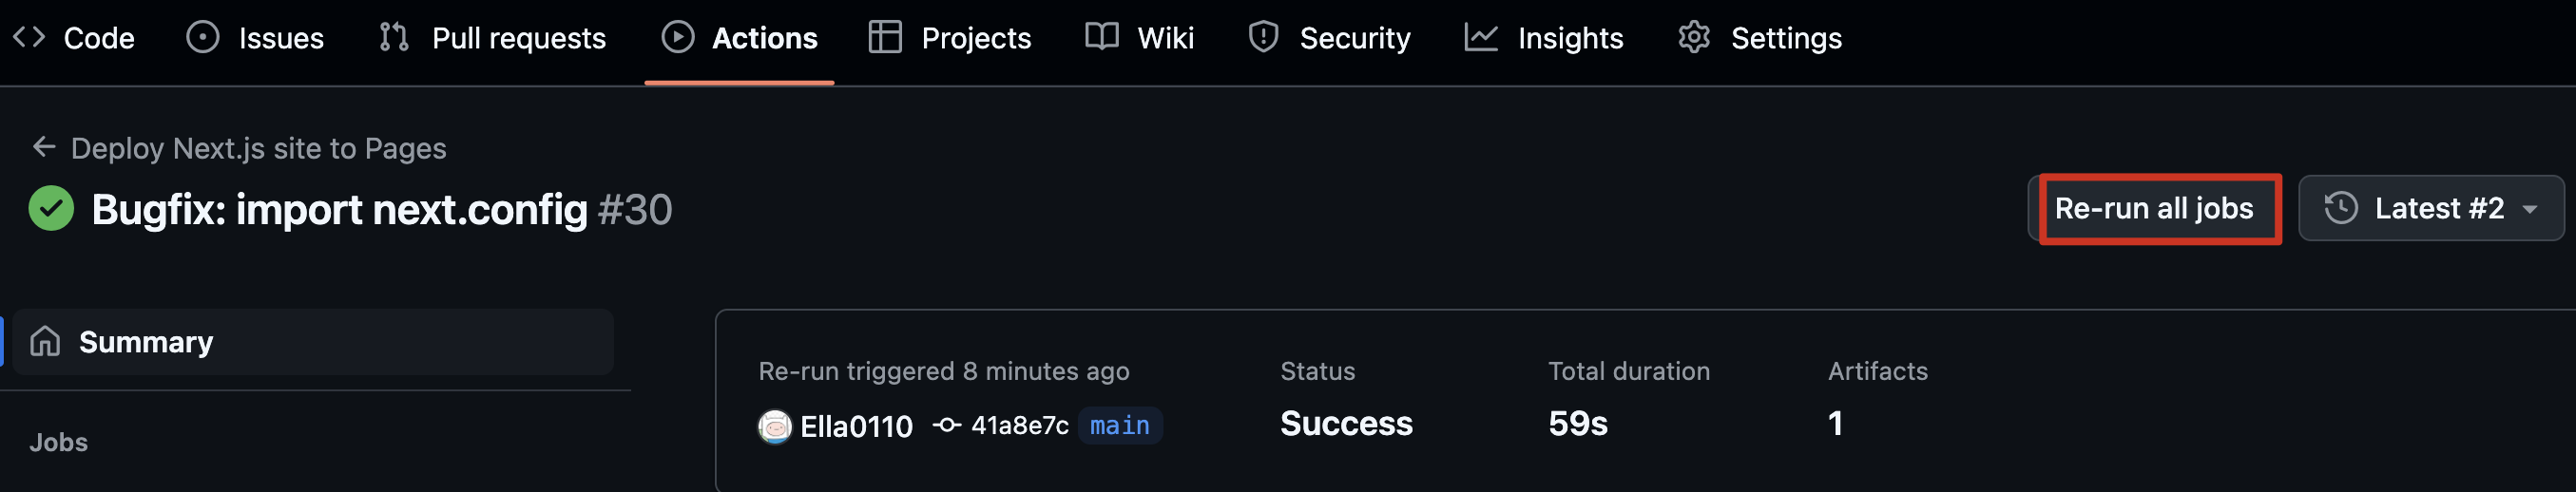 Code Issues Pull requests Actions Projects Wiki Security Insights Settings
Deploy Next.js site to Pages
Bugfix: import next.config #30
Re-run all jobs Latest #2
Summary
Jobs
Re-run triggered 8 minutes ago Status Total duration Artifacts
Ella0110 41a8e7c main Success 59s 1